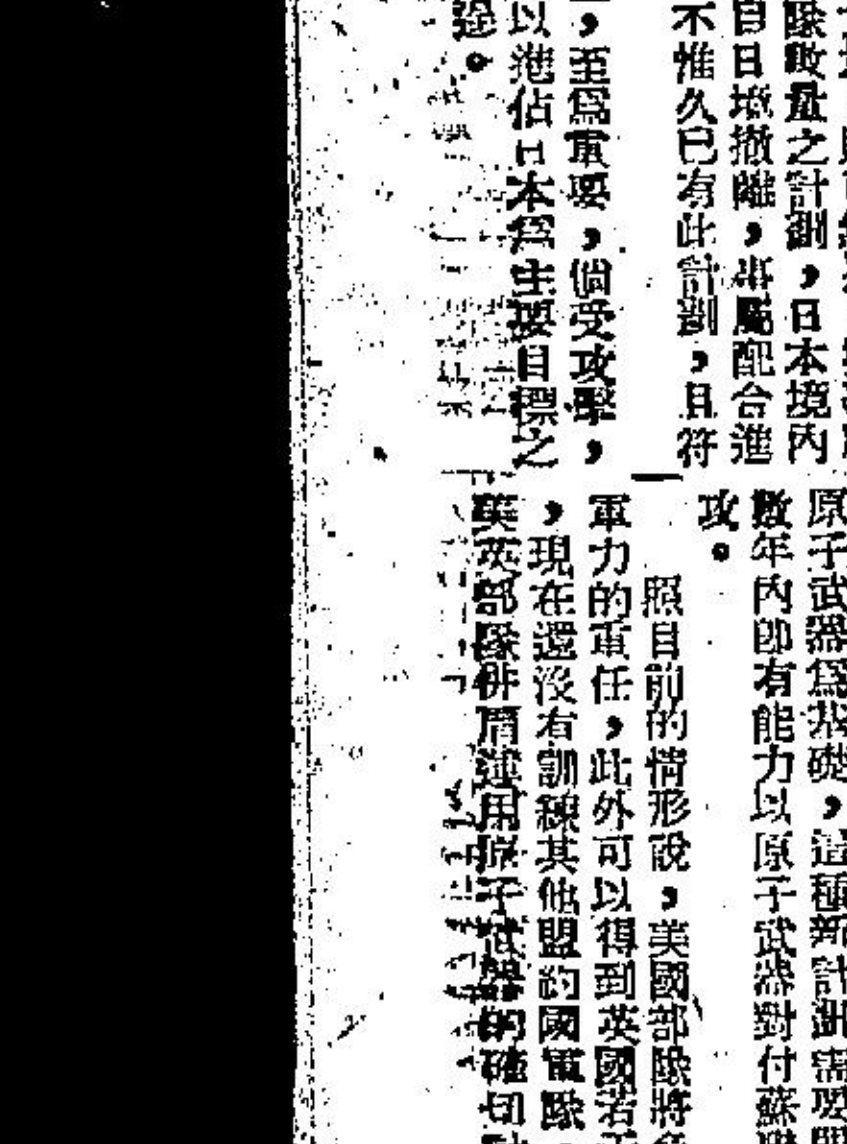 隊數量之計劃，日本境內
自日境撤離，事屬配合進
不惟久已有此計劃，且符
，至爲重要，倘受攻擊，
以進佔日本爲主要目標之
途。
原子武器爲基礎，這種新計劃需要
數年內卽有能力以原子武器對付蘇
攻。
照目前的情形說，美國部隊將
軍力的重任，此外可以得到英國若
，現在還沒有訓練其他盟約國軍隊，
英部隊併肩運用原子武器的確切